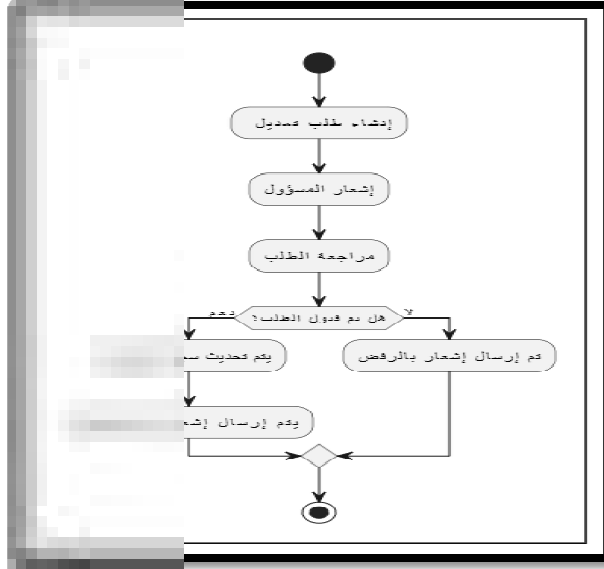 إنشاء طلب تعديل
إشعار المسؤول
مراجعة الطلب
هل تم قبول الطلب؟
نعم
لا
يتم تحديث
تم إرسال إشعار بالرفض
يتم إرسال